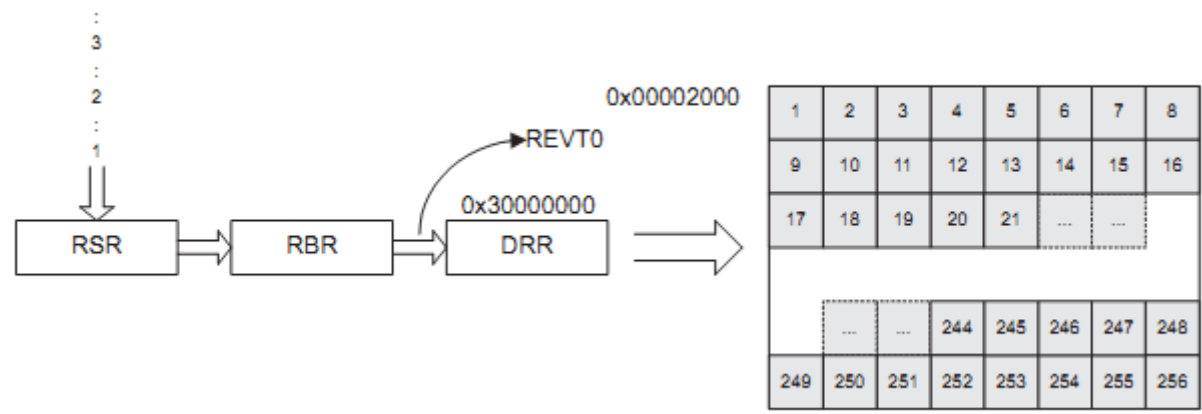 :
3
:
2
:
1
0x00002000
REVT0
0x30000000
RSR RBR DRR
1 2 3 4 5 6 7 8
9 10 11 12 13 14 15 16
17 18 19 20 21 ... ...
... ... 244 245 246 247 248
249 250 251 252 253 254 255 256